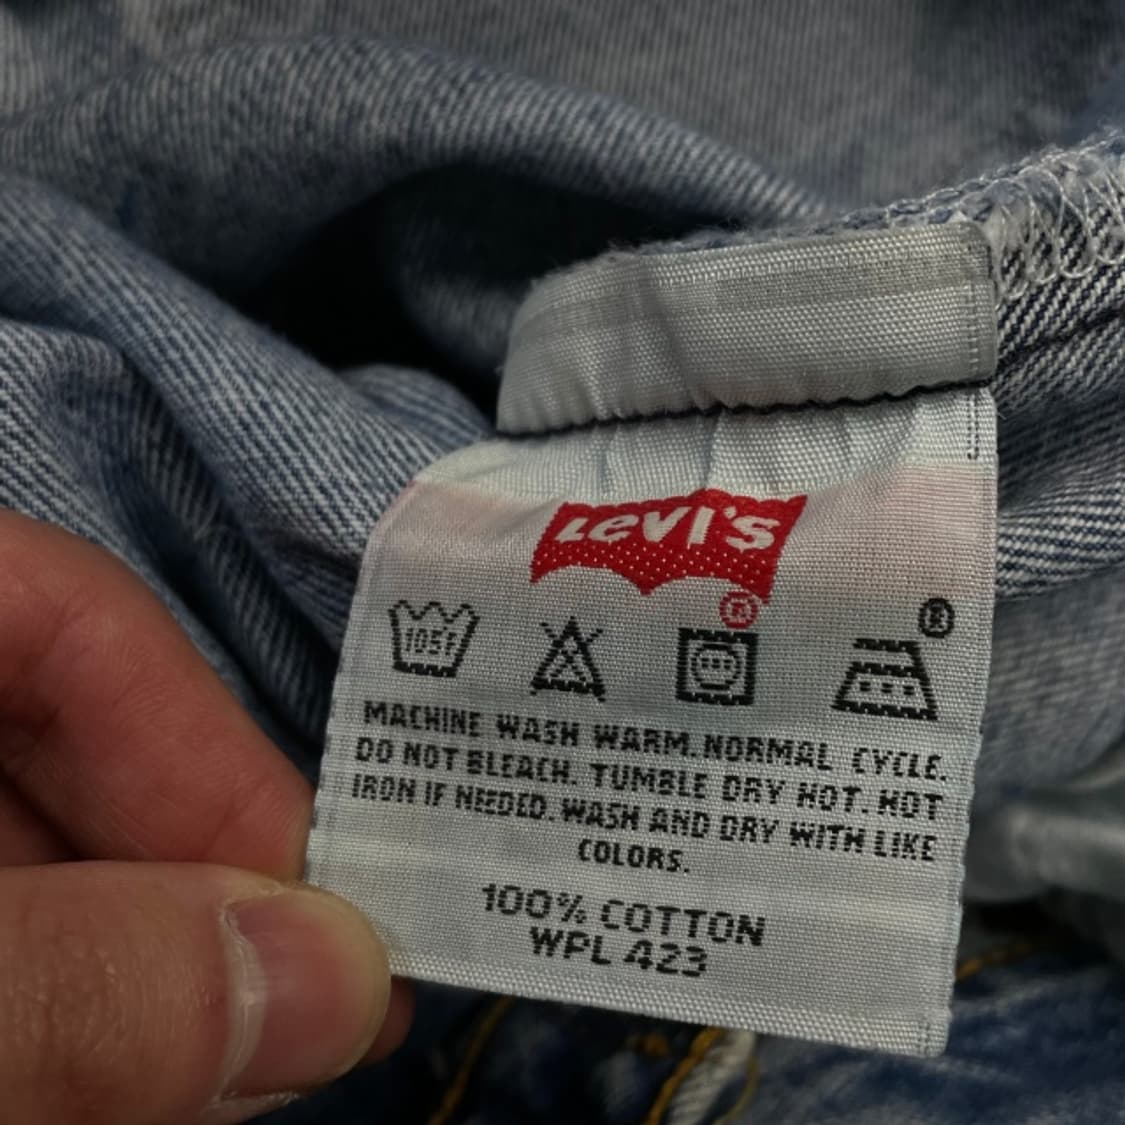 Levi's
®
®
105F
MACHINE WASH WARM. NORMAL CYCLE.
DO NOT BLEACH. TUMBLE DRY HOT. HOT
IRON IF NEEDED. WASH AND DRY WITH LIKE
COLORS.
100% COTTON
WPL 423